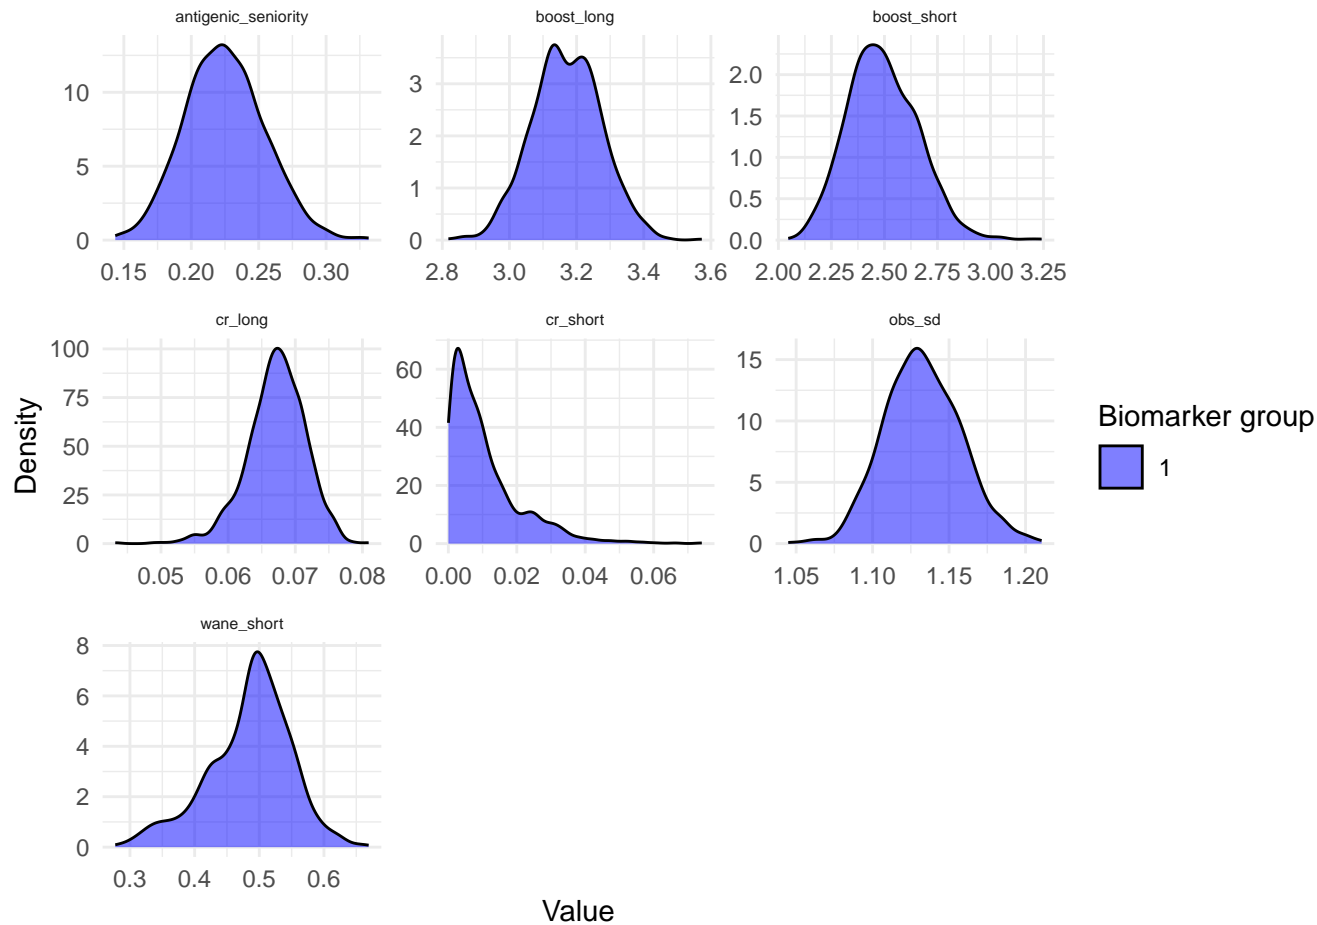 antigenic_seniority
boost_long
boost_short
10
5
0
3
2
1
0
2.0
1.5
1.0
0.5
0.0
0.15 0.20 0.25 0.30
2.8 3.0 3.2 3.4 3.6
2.00 2.25 2.50 2.75 3.00 3.25
cr_long
cr_short
obs_sd
100
75
50
25
0
60
40
20
0
15
10
5
0
0.05 0.06 0.07 0.08
0.00 0.02 0.04 0.06
1.05 1.10 1.15 1.20
wane_short
8
6
4
2
0
0.3 0.4 0.5 0.6
Density
Value
Biomarker group
1